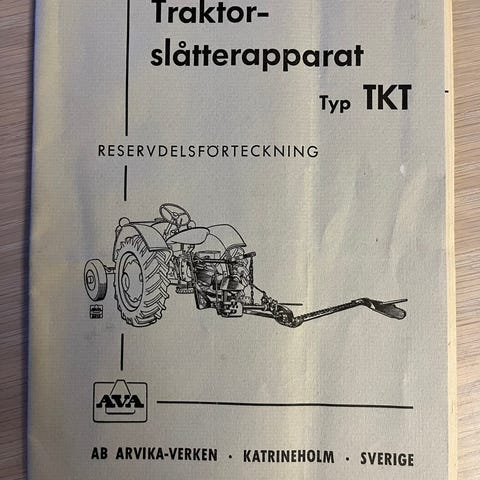 Traktor-
slåtterapparat
Typ TKT
RESERVDELSFÖRTECKNING
AVA
AB ARVIKA-VERKEN · KATRINEHOLM · SVERIGE